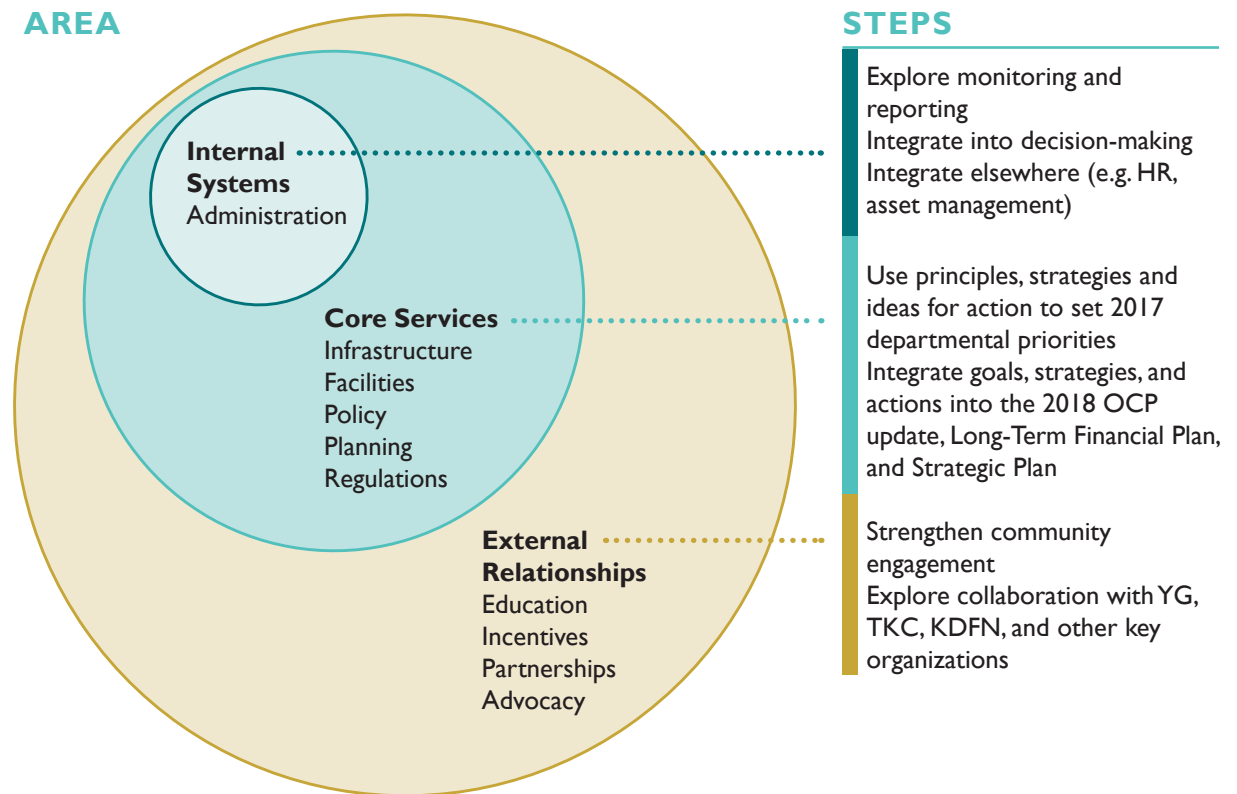 AREA
Internal
Systems
Administration
Core Services
Infrastructure
Facilities
Policy
Planning
Regulations
External
Relationships
Education
Incentives
Partnerships
Advocacy
STEPS
Explore monitoring and
reporting
Integrate into decision-making
Integrate elsewhere (e.g. HR,
asset management)
Use principles, strategies and
ideas for action to set 2017
departmental priorities
Integrate goals, strategies, and
actions into the 2018 OCP
update, Long-Term Financial Plan,
and Strategic Plan
Strengthen community
engagement
Explore collaboration with YG,
TKC, KDFN, and other key
organizations